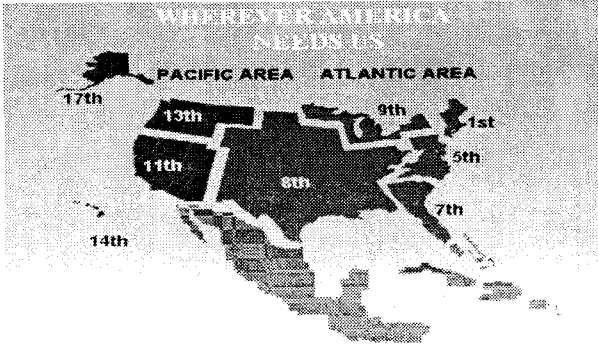 WHEREVER AMERICA
NEEDS US
PACIFIC AREA ATLANTIC AREA
17th
13th
9th
1st
11th
8th
5th
7th
14th